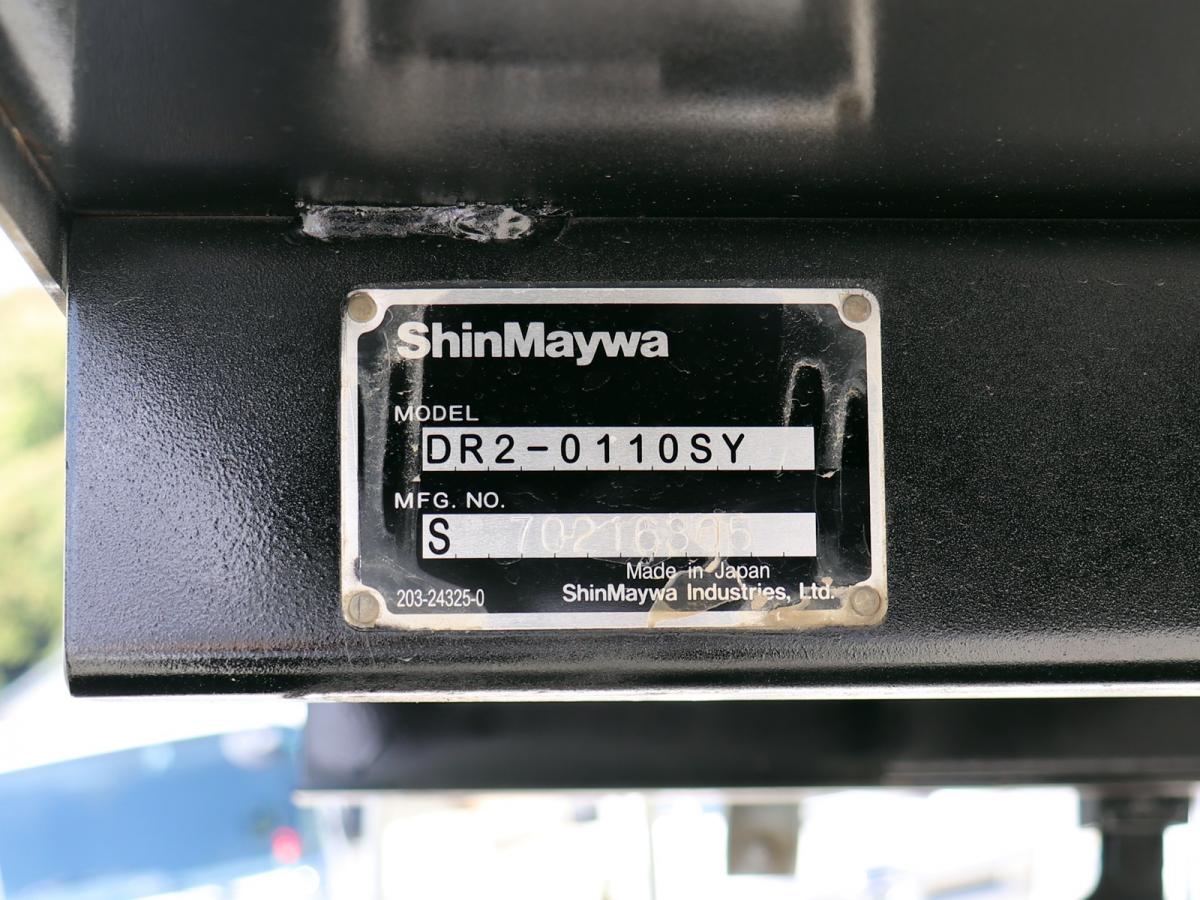 ShinMaywa
MODEL
DR2-0110SY
MFG. NO.
S
Made in Japan
203-24325-0
ShinMaywa Industries, Ltd.